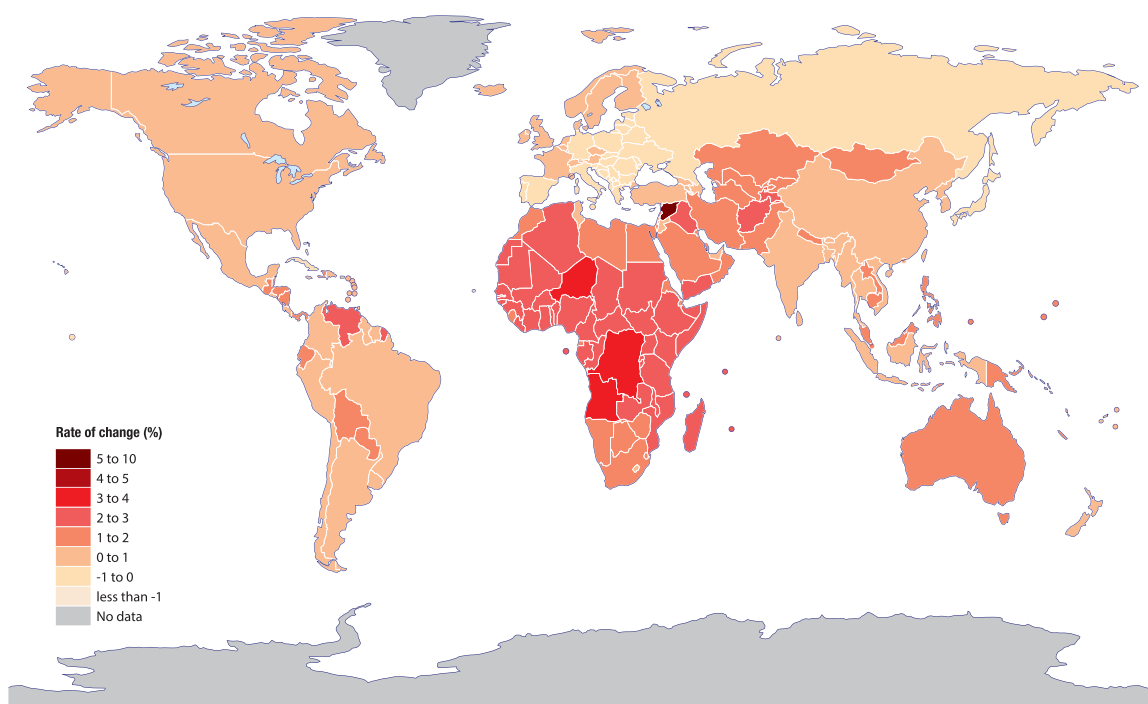 Rate of change (%)
5 to 10
4 to 5
3 to 4
2 to 3
1 to 2
0 to 1
-1 to 0
less than -1
No data